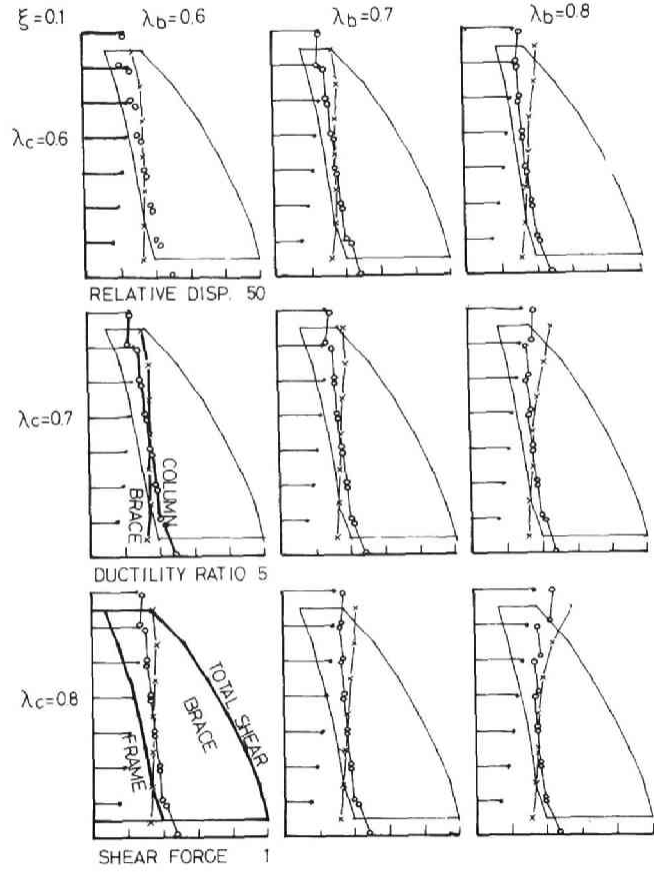 ξ=0.1
λb=0.6
λb=0.7
λb=0.8
λc=0.6
RELATIVE DISP. 50
λc=0.7
BRACE
COLUMN
DUCTILITY RATIO 5
λc=0.8
FRAME
BRACE
TOTAL SHEAR
SHEAR FORCE 1